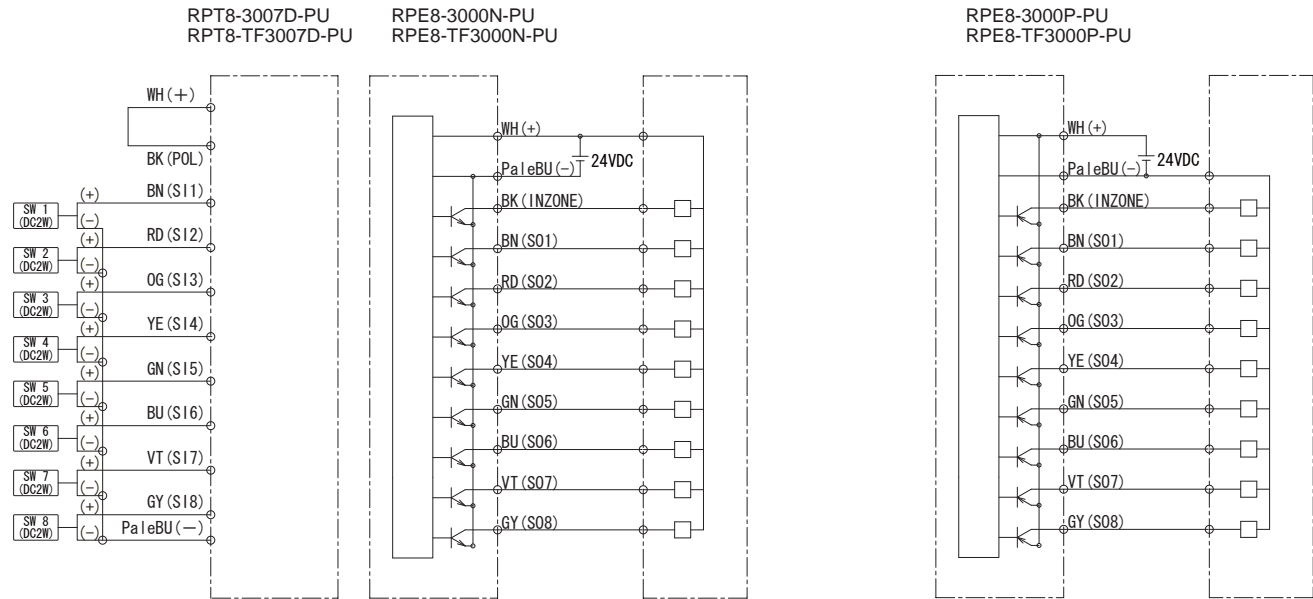 RPT8-3007D-PU
RPT8-TF3007D-PU
RPE8-3000N-PU
RPE8-TF3000N-PU
RPE8-3000P-PU
RPE8-TF3000P-PU
WH(+)
BK(POL)
BN(SI1)
RD(SI2)
OG(SI3)
YE(SI4)
GN(SI5)
BU(SI6)
VT(SI7)
GY(SI8)
PaleBU(−)
SW 1
(DC2W)
(+)
(−)
SW 2
(DC2W)
(+)
(−)
SW 3
(DC2W)
(+)
(−)
SW 4
(DC2W)
(+)
(−)
SW 5
(DC2W)
(+)
(−)
SW 6
(DC2W)
(+)
(−)
SW 7
(DC2W)
(+)
(−)
SW 8
(DC2W)
(+)
(−)
WH(+)
24VDC
PaleBU(−)
BK(INZONE)
BN(SO1)
RD(SO2)
OG(SO3)
YE(SO4)
GN(SO5)
BU(SO6)
VT(SO7)
GY(SO8)
WH(+)
24VDC
PaleBU(−)
BK(INZONE)
BN(SO1)
RD(SO2)
OG(SO3)
YE(SO4)
GN(SO5)
BU(SO6)
VT(SO7)
GY(SO8)